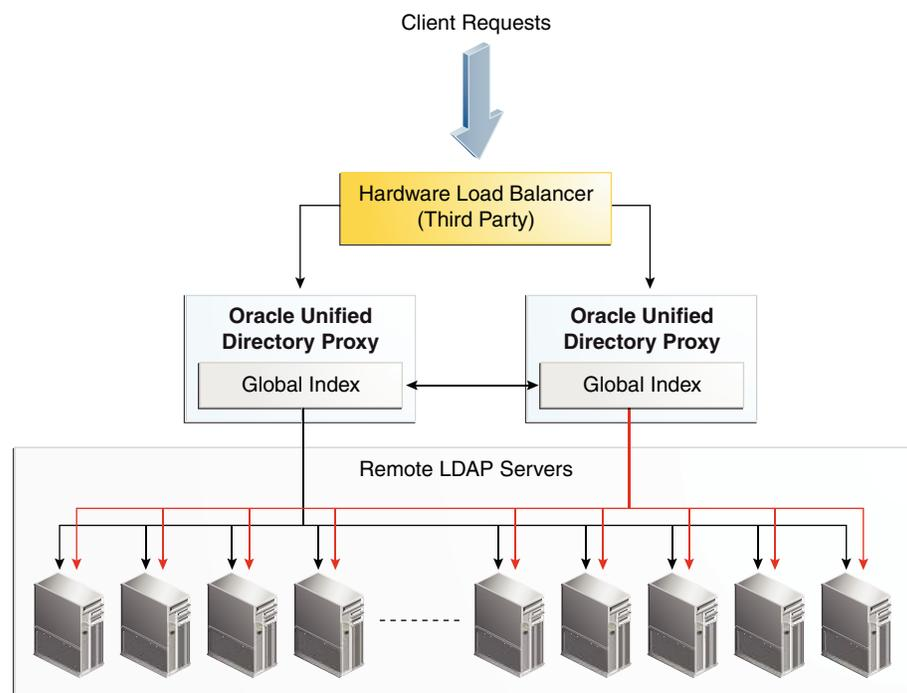 Client Requests
Hardware Load Balancer
(Third Party)
Oracle Unified
Directory Proxy
Global Index
Oracle Unified
Directory Proxy
Global Index
Remote LDAP Servers